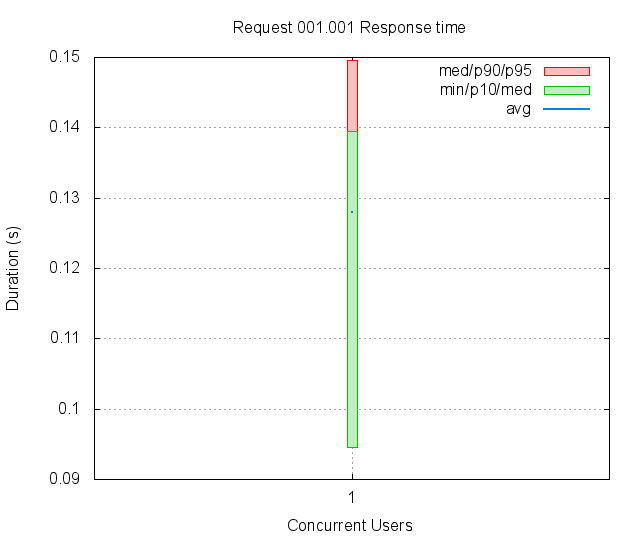 Request 001.001 Response time
0.15
0.14
0.13
0.12
0.11
0.1
0.09
Duration (s)
med/p90/p95
min/p10/med
avg
1
Concurrent Users